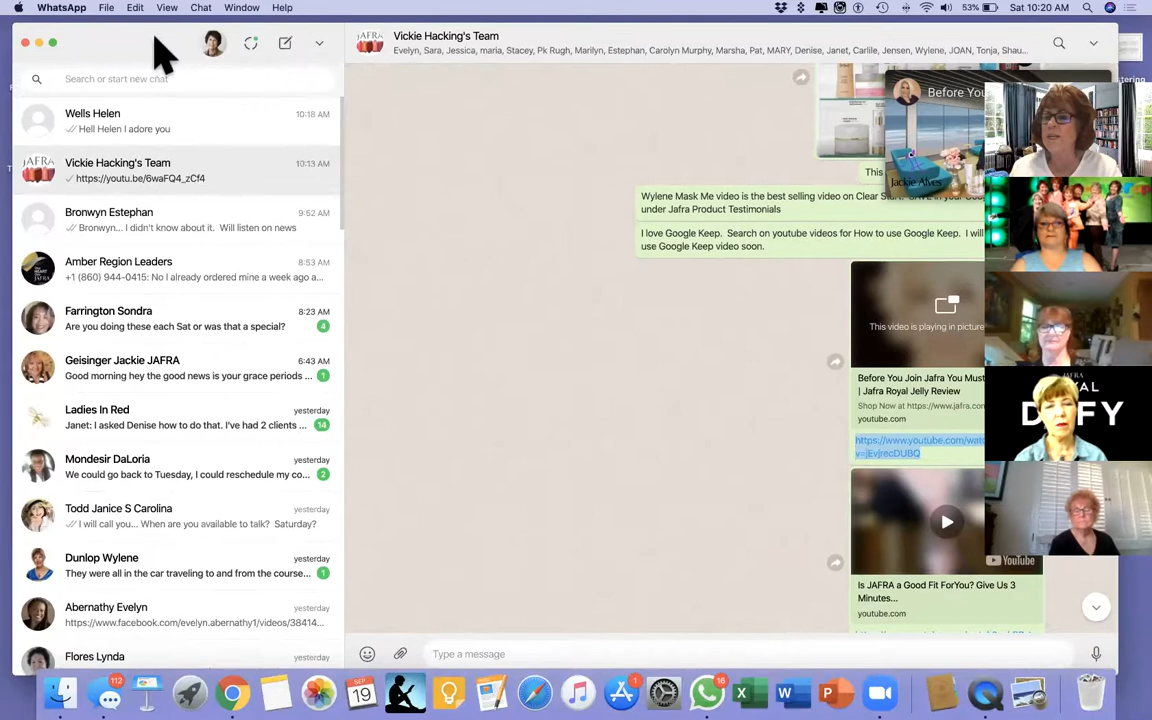 WhatsApp File Edit View Chat Window Help
53% Sat 10:20 AM
Search or start new chat
Wells Helen 10:18 AM
Hell Helen I adore you
JAFRA
Vickie Hacking's Team 10:13 AM
https://youtu.be/6waFQ4_zCf4
Bronwyn Estephan 9:52 AM
Bronwyn... I didn't know about it. Will listen on news
Amber Region Leaders 8:53 AM
+1 (860) 944-0415: No I already ordered mine a week ago a...
Farrington Sondra 8:23 AM
Are you doing these each Sat or was that a special? 4
Geisinger Jackie JAFRA 6:43 AM
Good morning hey the good news is your grace periods ... 1
Ladies In Red yesterday
Janet: I asked Denise how to do that. I've had 2 clients ... 14
Mondesir DaLoria yesterday
We could go back to Tuesday, I could reschedule my co... 2
Todd Janice S Carolina yesterday
I will call you... When are you available to talk? Saturday?
Dunlop Wylene yesterday
They were all in the car traveling to and from the course... 1
Abernathy Evelyn yesterday
https://www.facebook.com/evelyn.abernathy1/videos/38414...
Flores Lynda yesterday
JAFRA
Vickie Hacking's Team
Evelyn, Sara, Jessica, maria, Stacey, Pk Rugh, Marilyn, Estephan, Carolyn Murphy, Marsha, Pat, MARY, Denise, Janet, Carlile, Jensen, Wylene, JOAN, Tonja, Shau...
Before You
Jackie Alves
This
Wylene Mask Me video is the best selling video on Clear
under Jafra Product Testimonials
I love Google Keep. Search on youtube videos for How to use Google Keep. I will
use Google Keep video soon.
This video is playing in picture
Before You Join Jafra You Must
| Jafra Royal Jelly Review
Shop Now at https://www.jafra.
youtube.com
https://www.youtube.com/wat
v=jEvjrecDUBQ
YouTube
Is JAFRA a Good Fit ForYou? Give Us 3
Minutes...
youtube.com
Type a message
JAFRA
YAL
D FY
112
SEP
19
1
16
X W P